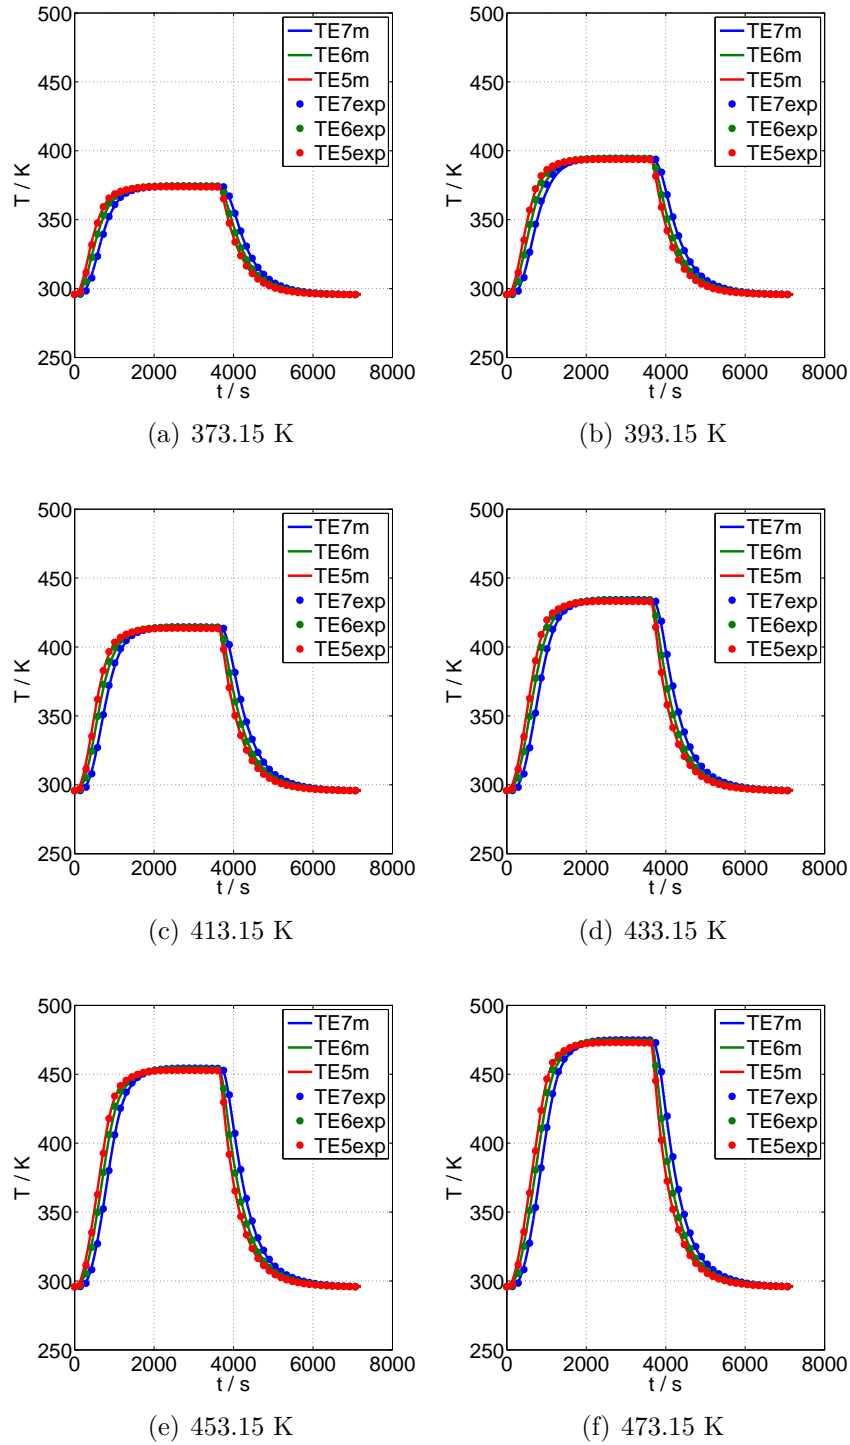 500
450
400
350
300
250
T / K
0 2000 4000 6000 8000
t / s
TE7m
TE6m
TE5m
TE7exp
TE6exp
TE5exp
(a) 373.15 K
500
450
400
350
300
250
T / K
0 2000 4000 6000 8000
t / s
TE7m
TE6m
TE5m
TE7exp
TE6exp
TE5exp
(b) 393.15 K
500
450
400
350
300
250
T / K
0 2000 4000 6000 8000
t / s
TE7m
TE6m
TE5m
TE7exp
TE6exp
TE5exp
(c) 413.15 K
500
450
400
350
300
250
T / K
0 2000 4000 6000 8000
t / s
TE7m
TE6m
TE5m
TE7exp
TE6exp
TE5exp
(d) 433.15 K
500
450
400
350
300
250
T / K
0 2000 4000 6000 8000
t / s
TE7m
TE6m
TE5m
TE7exp
TE6exp
TE5exp
(e) 453.15 K
500
450
400
350
300
250
T / K
0 2000 4000 6000 8000
t / s
TE7m
TE6m
TE5m
TE7exp
TE6exp
TE5exp
(f) 473.15 K